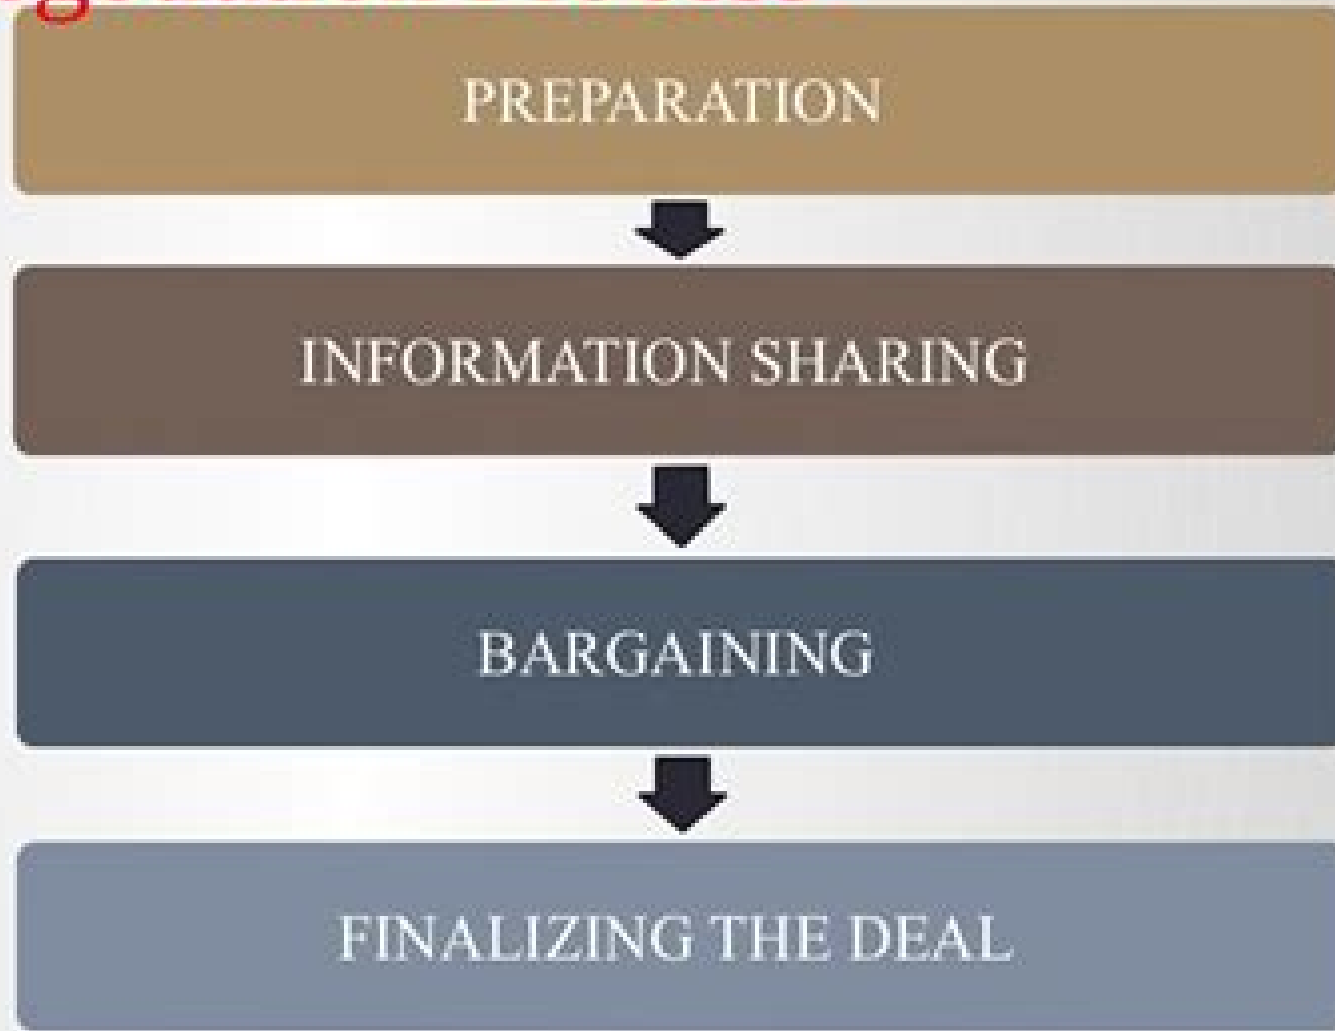 PREPARATION
INFORMATION SHARING
BARGAINING
FINALIZING THE DEAL